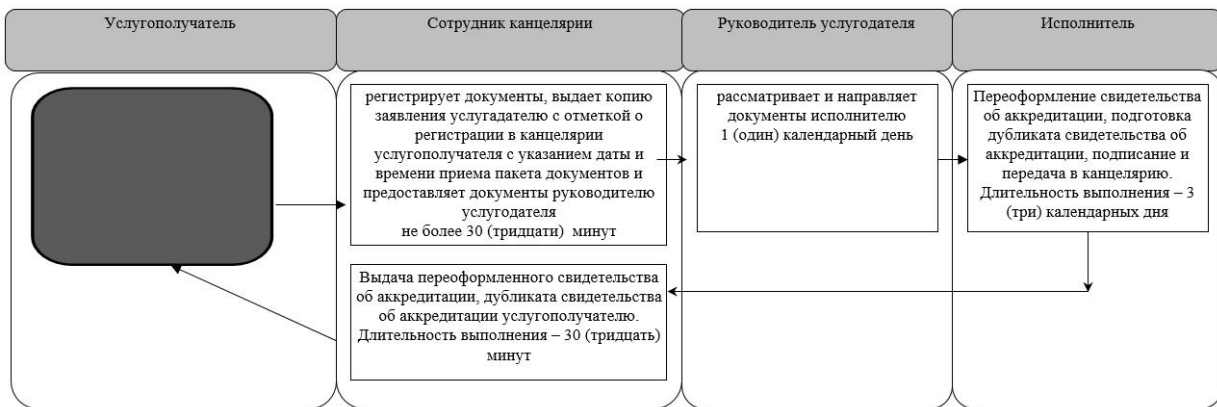 Услугополучатель
Сотрудник канцелярии
Руководитель услугодателя
Исполнитель
регистрирует документы, выдает копию
заявления услугадателю с отметкой о
регистрации в канцелярии
услугополучателя с указанием даты и
времени приема пакета документов и
предоставляет документы руководителю
услугодателя
не более 30 (тридцати) минут
рассматривает и направляет
документы исполнителю
1 (один) календарный день
Переоформление свидетельства
об аккредитации, подготовка
дубликата свидетельства об
аккредитации, подписание и
передача в канцелярию.
Длительность выполнения – 3
(три) календарных дня
Выдача переоформленного свидетельства
об аккредитации, дубликата свидетельства
об аккредитации услугополучателю.
Длительность выполнения – 30 (тридцать)
минут